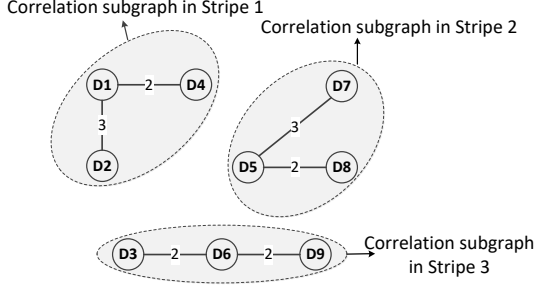 Correlation subgraph in Stripe 1
Correlation subgraph in Stripe 2
D1
2
D4
3
D2
D7
3
D5
2
D8
D3
2
D6
2
D9
Correlation subgraph
in Stripe 3